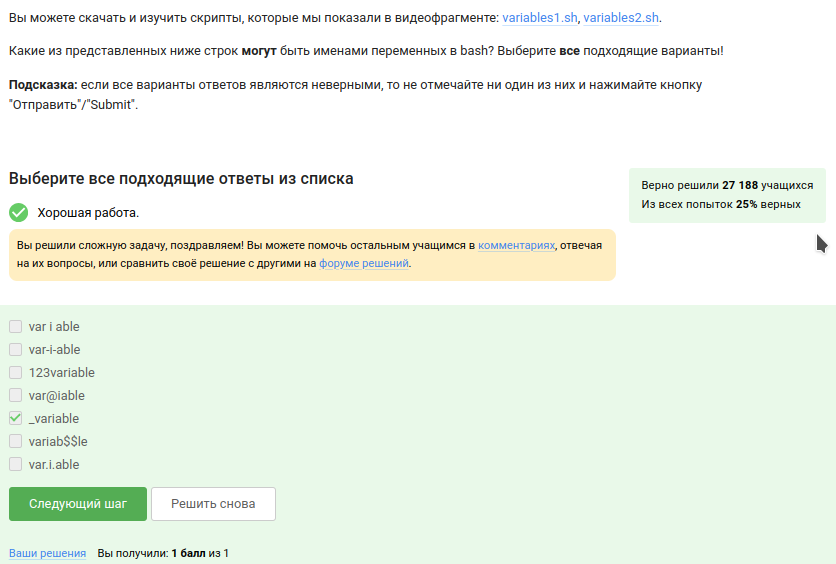 Вы можете скачать и изучить скрипты, которые мы показали в видеофрагменте: variables1.sh, variables2.sh.
Какие из представленных ниже строк могут быть именами переменных в bash? Выберите все подходящие варианты!
Подсказка: если все варианты ответов являются неверными, то не отмечайте ни один из них и нажимайте кнопку
"Отправить"/"Submit".
Выберите все подходящие ответы из списка
Верно решили 27 188 учащихся
Из всех попыток 25% верных
Хорошая работа.
Вы решили сложную задачу, поздравляем! Вы можете помочь остальным учащимся в комментариях, отвечая
на их вопросы, или сравнить своё решение с другими на форуме решений.
var i able
var-i-able
123variable
var@iable
_variable
variab$$le
var.i.able
Следующий шаг
Решить снова
Ваши решения Вы получили: 1 балл из 1